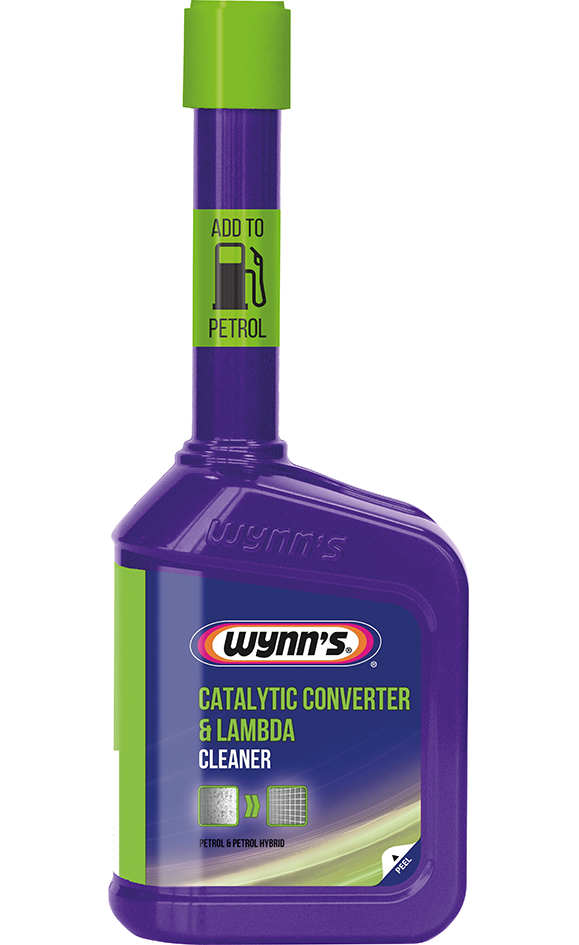 ADD TO
PETROL
wynn's
WYNN'S®
®
CATALYTIC CONVERTER
& LAMBDA
CLEANER
PETROL & PETROL HYBRID
PEEL